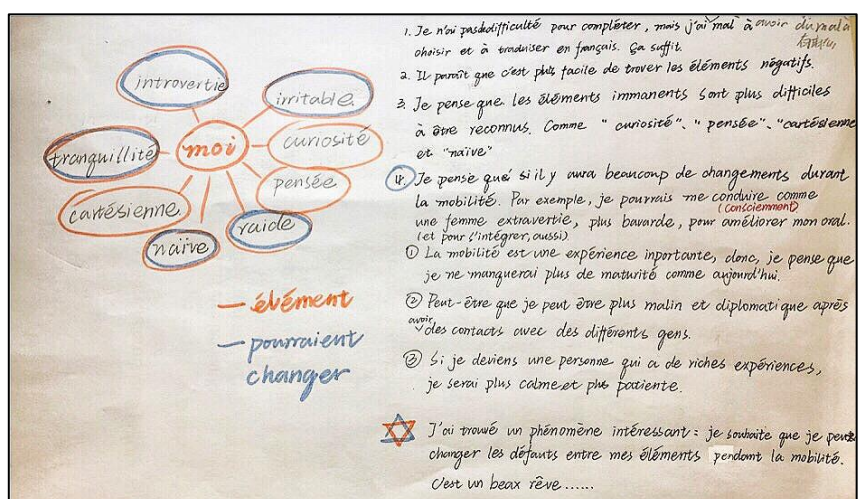 introvertie
irritable
curiosité
pensée
raide
naïve
cartésienne
tranquillité
moi
— élément
— pourraient
changer
1. Je n'ai pas de difficulté pour compléter, mais j'ai mal à avoir du mal à
choisir et à traduiser en français. Ça suffit.
2. Il paraît que c'est plus facile de trover les éléments négatifs.
3. Je pense que les éléments immanents sont plus difficiles
à être reconnus. Comme "curiosité", "pensée", "cartésienne
et "naïve"
4. Je pense que si il y aura beaucoup de changements durant
la mobilité. Par exemple, je pourrais me conduire comme
(consciemment)
une femme extravertie, plus bavarde, pour améliorer mon oral.
(et pour l'intégrer, aussi)
① La mobilité est une expérience inportante, donc, je pense que
je ne manquerai plus de maturité comme aujourd'hui.
② Peut-être que je peut être plus malin et diplomatique après
avoir
des contacts avec des différents gens.
③ Si je deviens une personne qui a de riches expériences,
je serai plus calme et plus patiente.
J'ai trouvé un phénomène intéressant : je souhaite que je peux
changer les défauts entre mes éléments pendant la mobilité.
C'est un beax rêve ......